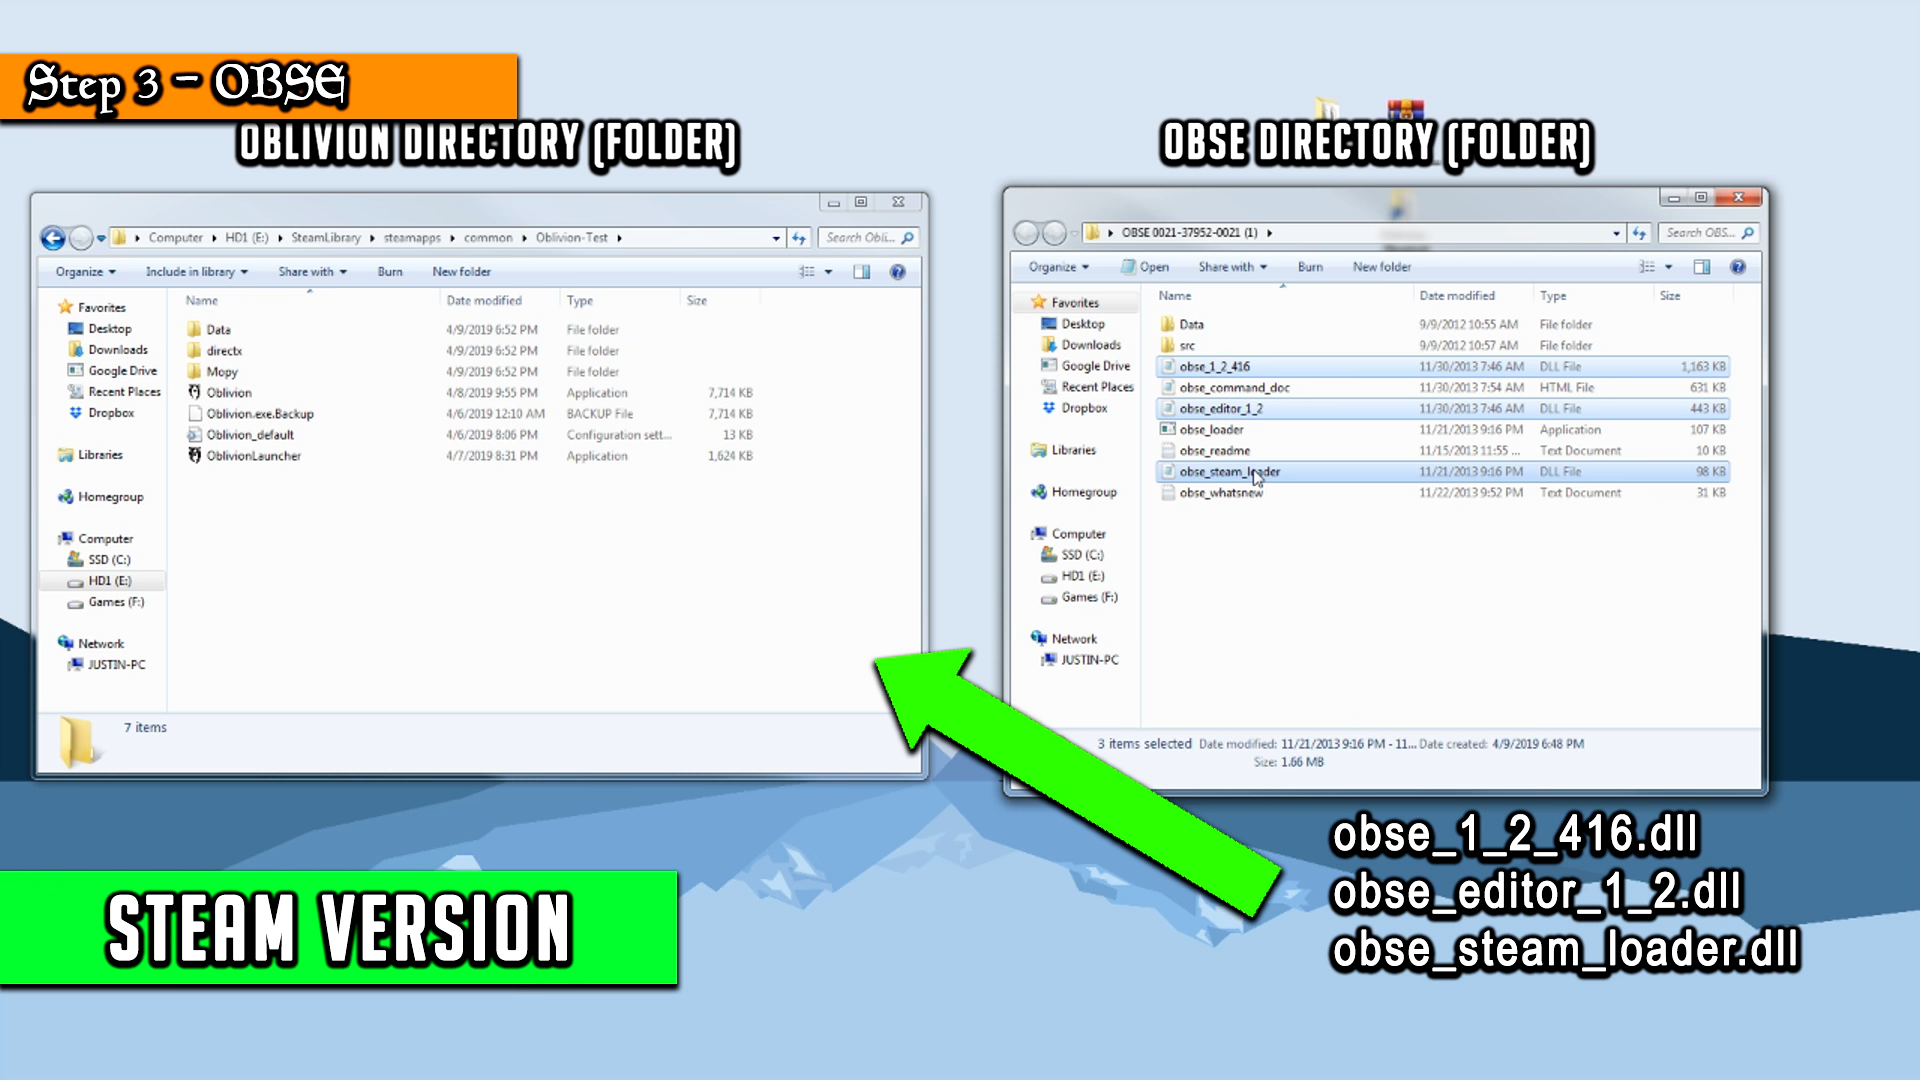 Step 3 - OBSE
OBLIVION DIRECTORY (FOLDER)
OBSE DIRECTORY (FOLDER)
Computer HD1 (E:) SteamLibrary steamapps common Oblivion-Test
Search Obli...
Organize Include in library Share with Burn New folder
Name Date modified Type Size
Favorites
Desktop
Downloads
Google Drive
Recent Places
Dropbox
Libraries
Homegroup
Computer
SSD (C:)
HD1 (E:)
Games (F:)
Network
JUSTIN-PC
Data 4/9/2019 6:52 PM File folder
directx 4/9/2019 6:52 PM File folder
Mopy 4/9/2019 6:52 PM File folder
Oblivion 4/8/2019 9:55 PM Application 7,714 KB
Oblivion.exe.Backup 4/6/2019 12:10 AM BACKUP File 7,714 KB
Oblivion_default 4/6/2019 8:06 PM Configuration sett... 13 KB
OblivionLauncher 4/7/2019 8:31 PM Application 1,624 KB
7 items
OBSE 0021-37952-0021 (1)
Search OBS...
Organize Open Share with Burn New folder
Name Date modified Type Size
Favorites
Desktop
Downloads
Google Drive
Recent Places
Dropbox
Libraries
Homegroup
Computer
SSD (C:)
HD1 (E:)
Games (F:)
Network
JUSTIN-PC
Data 9/9/2012 10:55 AM File folder
src 9/9/2012 10:57 AM File folder
obse_1_2_416 11/30/2013 7:46 AM DLL File 1,163 KB
obse_command_doc 11/30/2013 7:54 AM HTML File 631 KB
obse_editor_1_2 11/30/2013 7:46 AM DLL File 443 KB
obse_loader 11/21/2013 9:16 PM Application 107 KB
obse_readme 11/15/2013 11:55 ... Text Document 10 KB
obse_steam_loader 11/21/2013 9:16 PM DLL File 98 KB
obse_whatsnew 11/22/2013 9:52 PM Text Document 31 KB
3 items selected Date modified: 11/21/2013 9:16 PM - 11... Date created: 4/9/2019 6:48 PM
Size: 1.66 MB
obse_1_2_416.dll
obse_editor_1_2.dll
obse_steam_loader.dll
STEAM VERSION